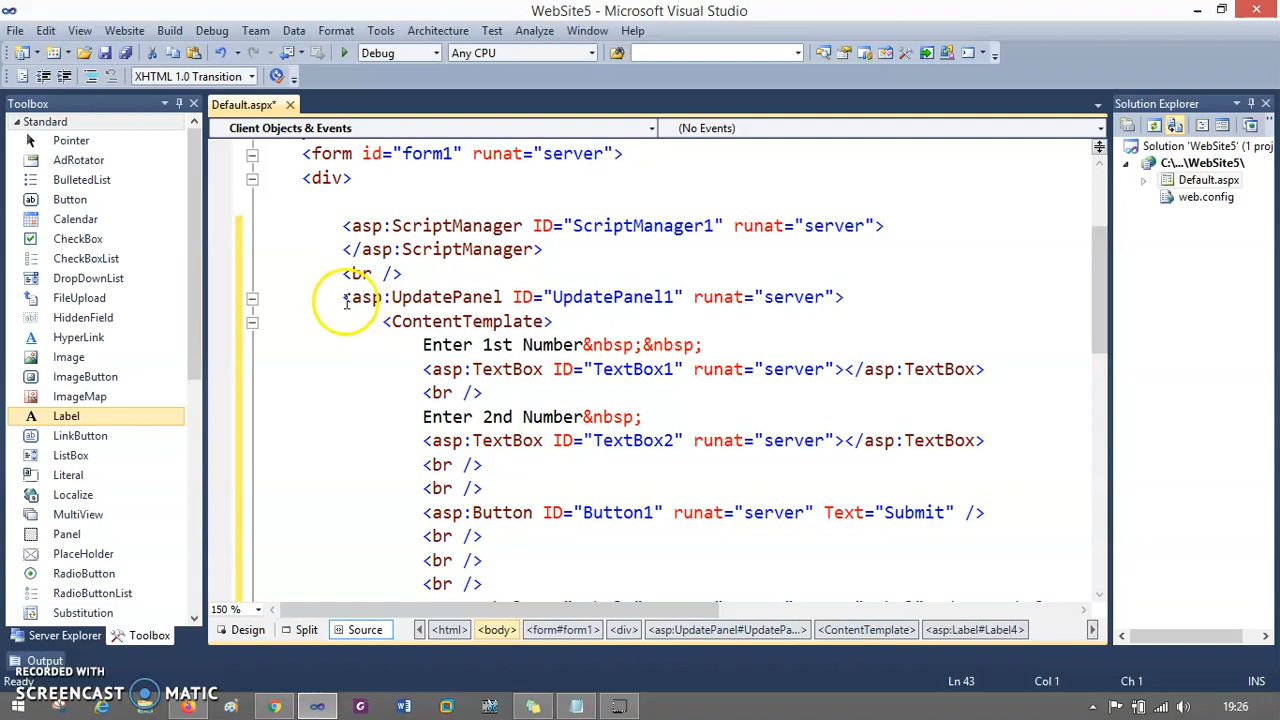 WebSite5 - Microsoft Visual Studio
File Edit View Website Build Debug Team Data Format Tools Architecture Test Analyze Window Help
Debug Any CPU
XHTML 1.0 Transition
Toolbox
Default.aspx*
Solution Explorer
Standard
Client Objects & Events
(No Events)
Pointer
AdRotator
BulletedList
Button
Calendar
CheckBox
CheckBoxList
DropDownList
FileUpload
HiddenField
HyperLink
Image
ImageButton
ImageMap
Label
LinkButton
ListBox
Literal
Localize
MultiView
Panel
PlaceHolder
RadioButton
RadioButtonList
Substitution
<form id="form1" runat="server">
<div>
<asp:ScriptManager ID="ScriptManager1" runat="server">
</asp:ScriptManager>
<br />
<asp:UpdatePanel ID="UpdatePanel1" runat="server">
<ContentTemplate>
Enter 1st Number&nbsp;&nbsp;
<asp:TextBox ID="TextBox1" runat="server"></asp:TextBox>
<br />
Enter 2nd Number&nbsp;
<asp:TextBox ID="TextBox2" runat="server"></asp:TextBox>
<br />
<br />
<asp:Button ID="Button1" runat="server" Text="Submit" />
<br />
<br />
<br />
Solution 'WebSite5' (1 proj
C:\...\WebSite5\
Default.aspx
web.config
150 %
Design Split Source <html> <body> <form#form1> <div> <asp:UpdatePanel#UpdatePa...> <ContentTemplate> <asp:Label#Label4>
Server Explorer Toolbox
Output
Ready
Ln 43 Col 1 Ch 1 INS
RECORDED WITH
SCREENCAST MATIC
19:26